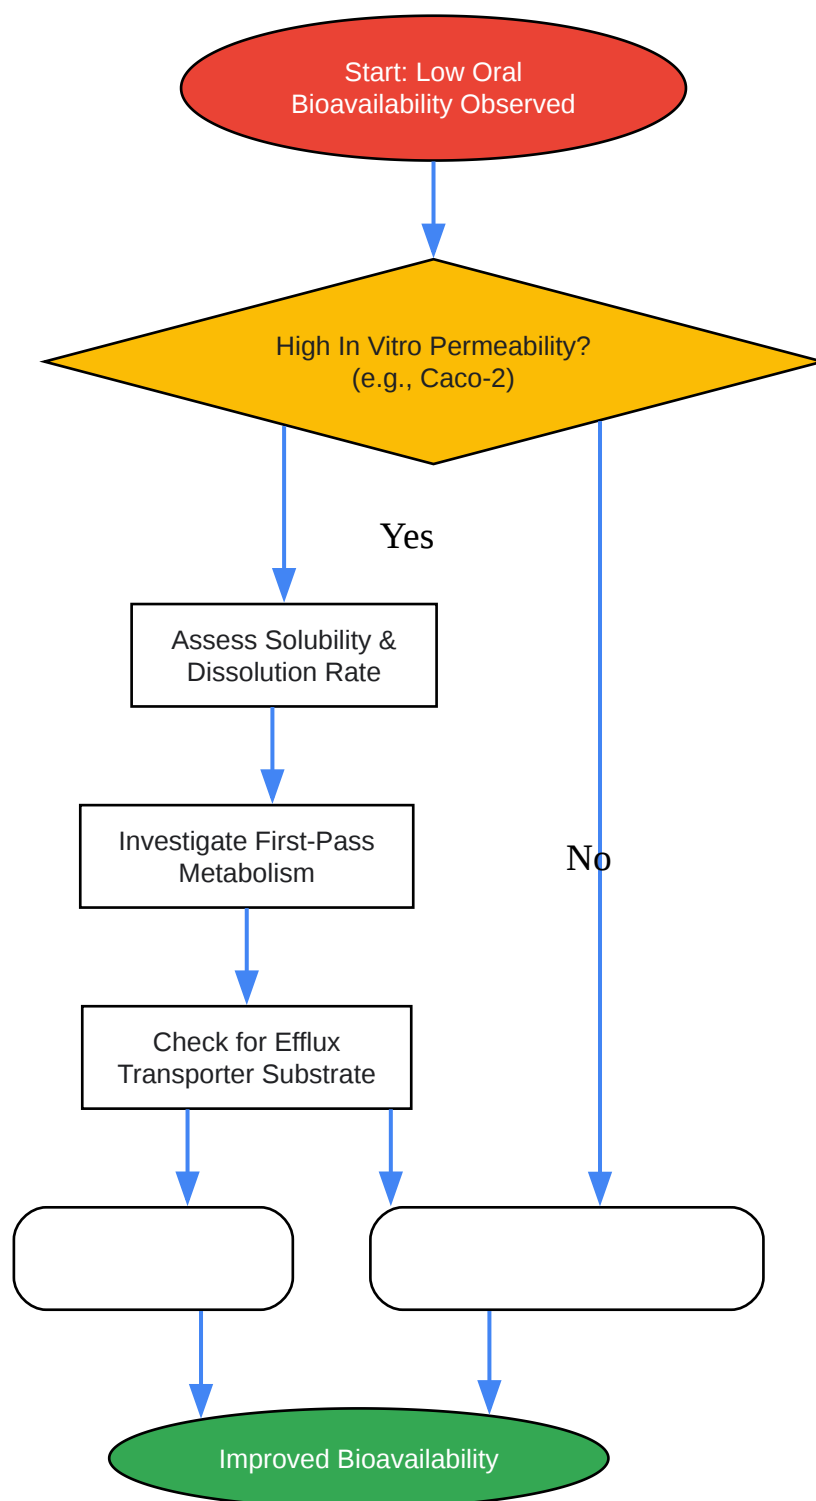 Start: Low Oral
Bioavailability Observed
High In Vitro Permeability?
(e.g., Caco-2)
Yes
Assess Solubility &
Dissolution Rate
Investigate First-Pass
Metabolism
No
Check for Efflux
Transporter Substrate
Improved Bioavailability